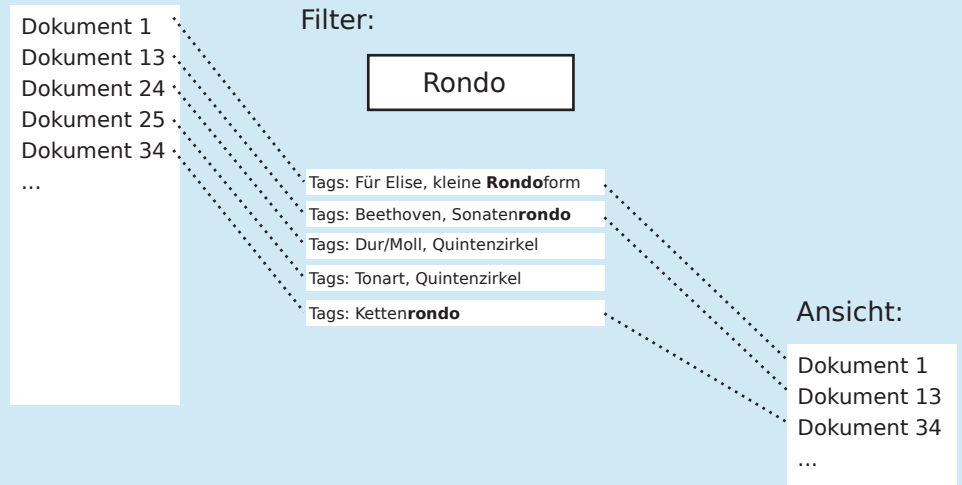 Dokument 1
Dokument 13
Dokument 24
Dokument 25
Dokument 34
...
Filter:
Rondo
Tags: Für Elise, kleine Rondoform
Tags: Beethoven, Sonatenrondo
Tags: Dur/Moll, Quintenzirkel
Tags: Tonart, Quintenzirkel
Tags: Kettenrondo
Ansicht:
Dokument 1
Dokument 13
Dokument 34
...